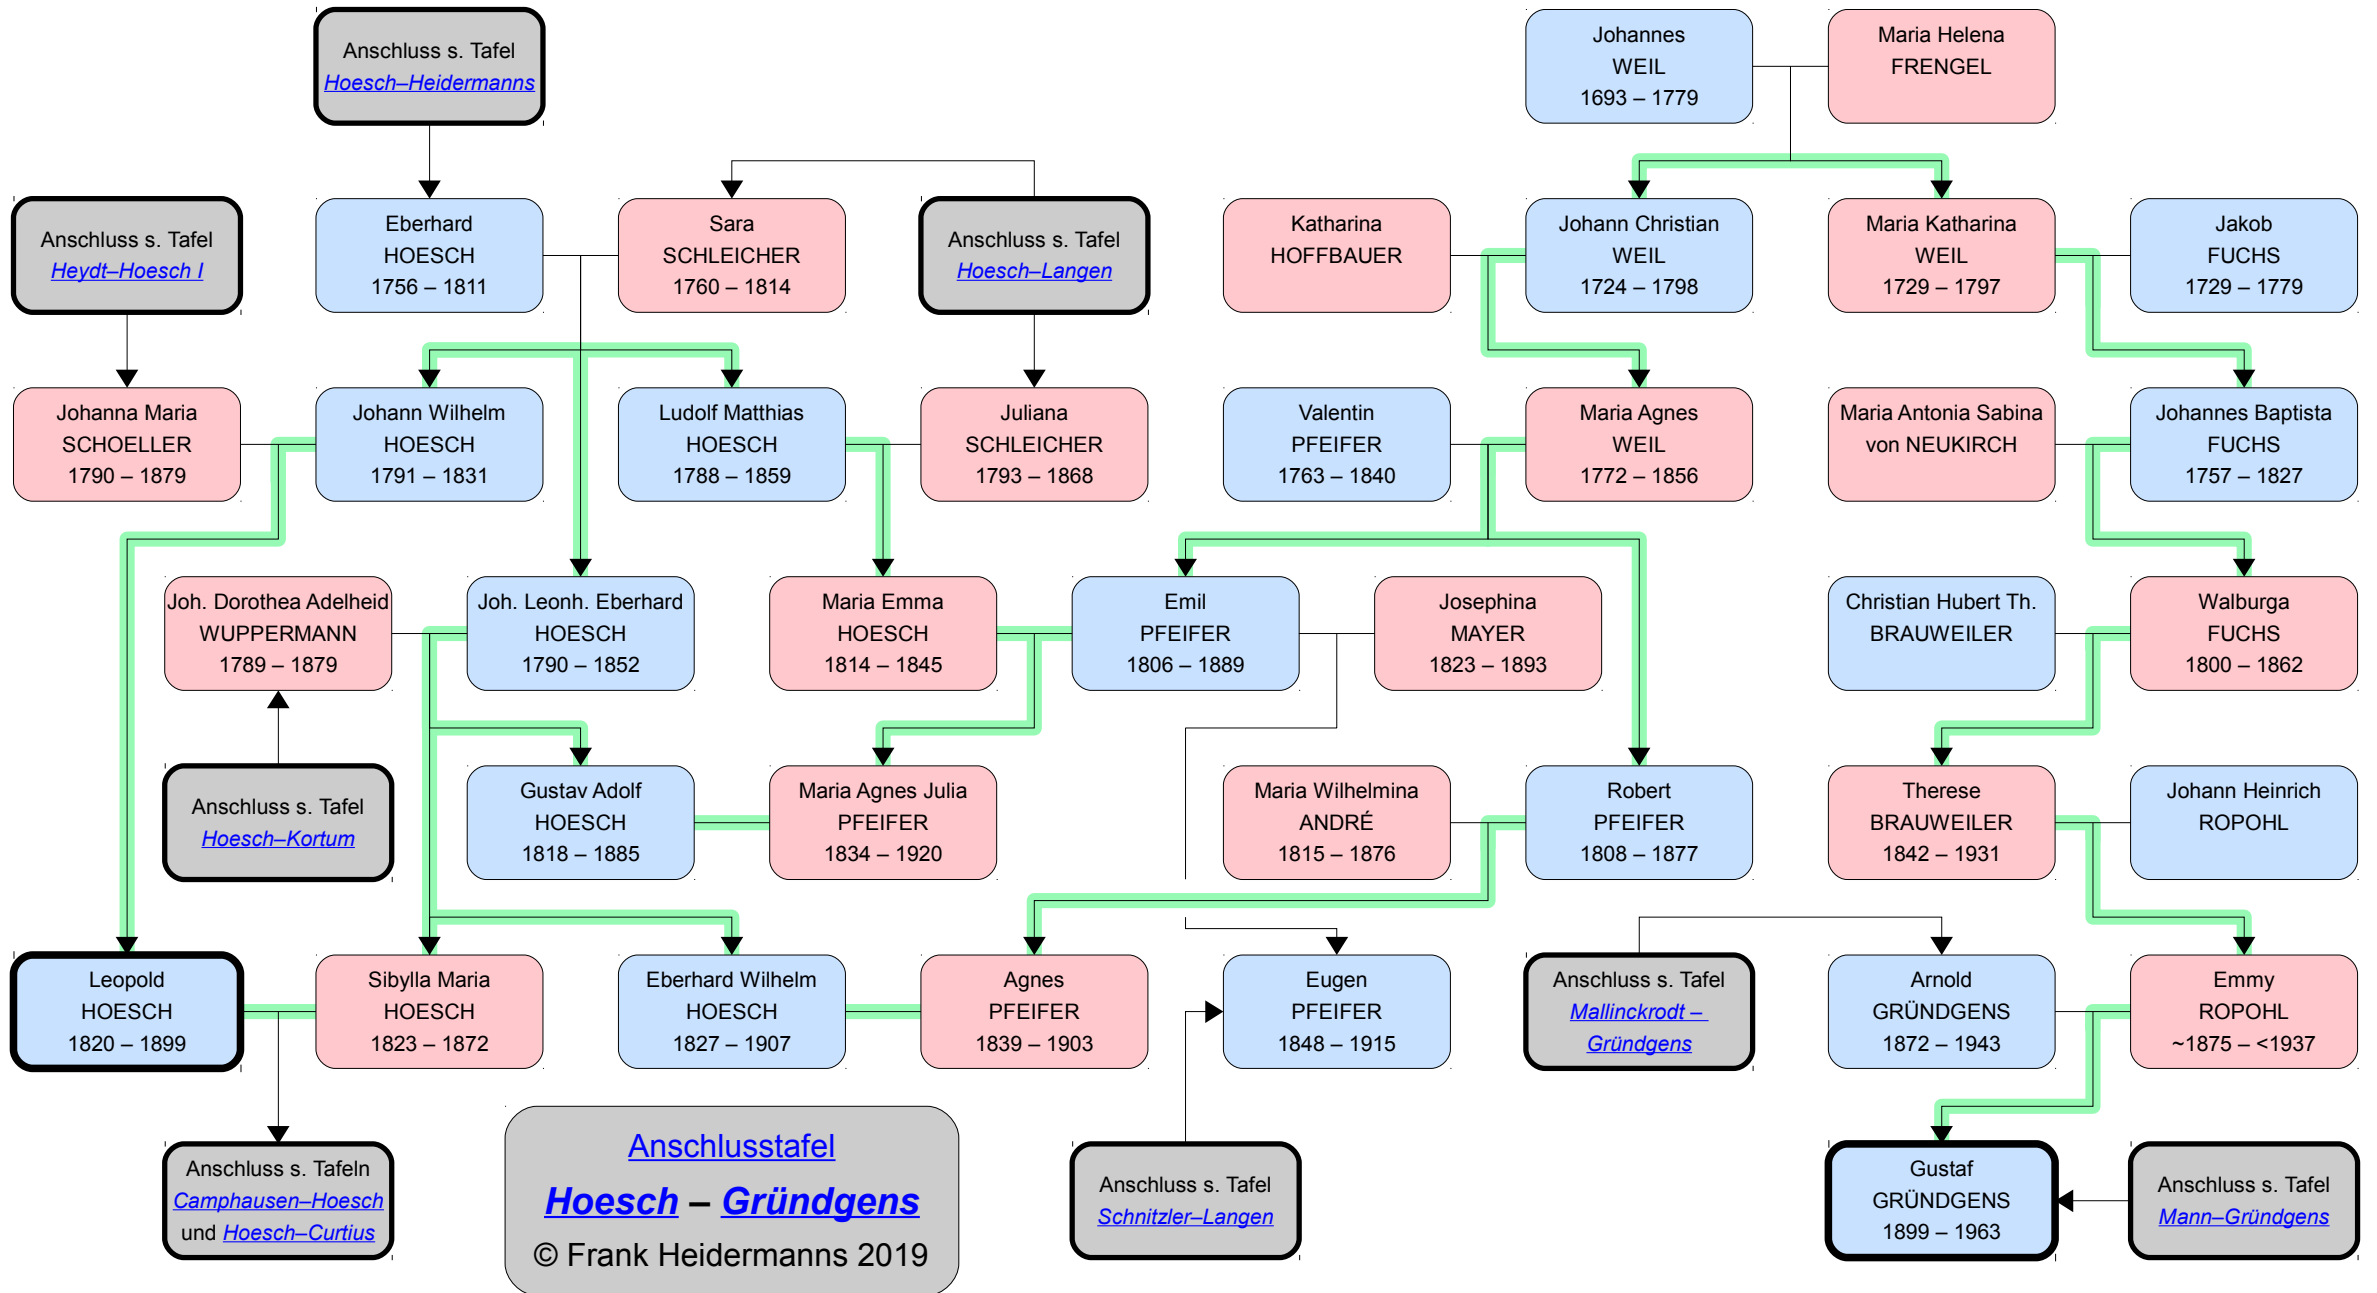 Anschluss s. Tafel
Hoesch–Heidermanns
Johannes
WEIL
1693 – 1779
Maria Helena
FRENGEL
Anschluss s. Tafel
Heydt–Hoesch I
Eberhard
HOESCH
1756 – 1811
Sara
SCHLEICHER
1760 – 1814
Anschluss s. Tafel
Hoesch–Langen
Katharina
HOFFBAUER
Johann Christian
WEIL
1724 – 1798
Maria Katharina
WEIL
1729 – 1797
Jakob
FUCHS
1729 – 1779
Johanna Maria
SCHOELLER
1790 – 1879
Johann Wilhelm
HOESCH
1791 – 1831
Ludolf Matthias
HOESCH
1788 – 1859
Juliana
SCHLEICHER
1793 – 1868
Valentin
PFEIFER
1763 – 1840
Maria Agnes
WEIL
1772 – 1856
Maria Antonia Sabina
von NEUKIRCH
Johannes Baptista
FUCHS
1757 – 1827
Joh. Dorothea Adelheid
WUPPERMANN
1789 – 1879
Joh. Leonh. Eberhard
HOESCH
1790 – 1852
Maria Emma
HOESCH
1814 – 1845
Emil
PFEIFER
1806 – 1889
Josephina
MAYER
1823 – 1893
Christian Hubert Th.
BRAUWEILER
Walburga
FUCHS
1800 – 1862
Anschluss s. Tafel
Hoesch–Kortum
Gustav Adolf
HOESCH
1818 – 1885
Maria Agnes Julia
PFEIFER
1834 – 1920
Maria Wilhelmina
ANDRÉ
1815 – 1876
Robert
PFEIFER
1808 – 1877
Therese
BRAUWEILER
1842 – 1931
Johann Heinrich
ROPOHL
Leopold
HOESCH
1820 – 1899
Sibylla Maria
HOESCH
1823 – 1872
Eberhard Wilhelm
HOESCH
1827 – 1907
Agnes
PFEIFER
1839 – 1903
Eugen
PFEIFER
1848 – 1915
Anschluss s. Tafel
Mallinckrodt –
Gründgens
Arnold
GRÜNDGENS
1872 – 1943
Emmy
ROPOHL
~1875 – <1937
Anschluss s. Tafeln
Camphausen–Hoesch
und Hoesch–Curtius
Anschlusstafel
Hoesch – Gründgens
© Frank Heidermanns 2019
Anschluss s. Tafel
Schnitzler–Langen
Gustaf
GRÜNDGENS
1899 – 1963
Anschluss s. Tafel
Mann–Gründgens